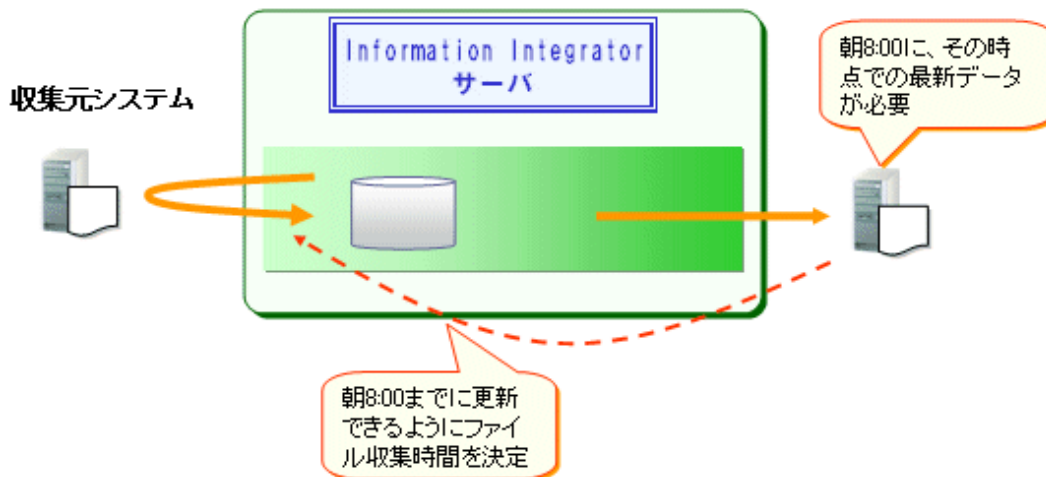 Information Integrator
サーバ
収集元システム
朝8:00に、その時
点での最新データ
が必要
朝8:00までに更新
できるようにファイ
ル収集時間を決定